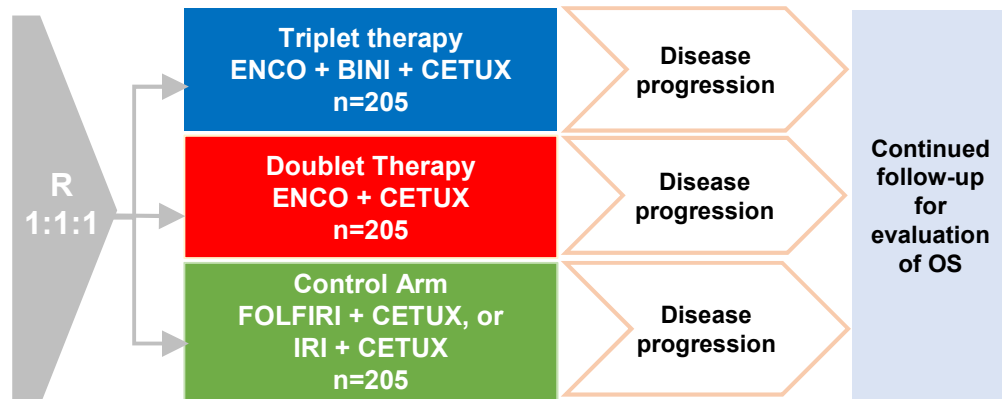 R
1:1:1
Triplet therapy
ENCO + BINI + CETUX
n=205
Disease
progression
Doublet Therapy
ENCO + CETUX
n=205
Disease
progression
Control Arm
FOLFIRI + CETUX, or
IRI + CETUX
n=205
Disease
progression
Continued
follow-up
for
evaluation
of OS